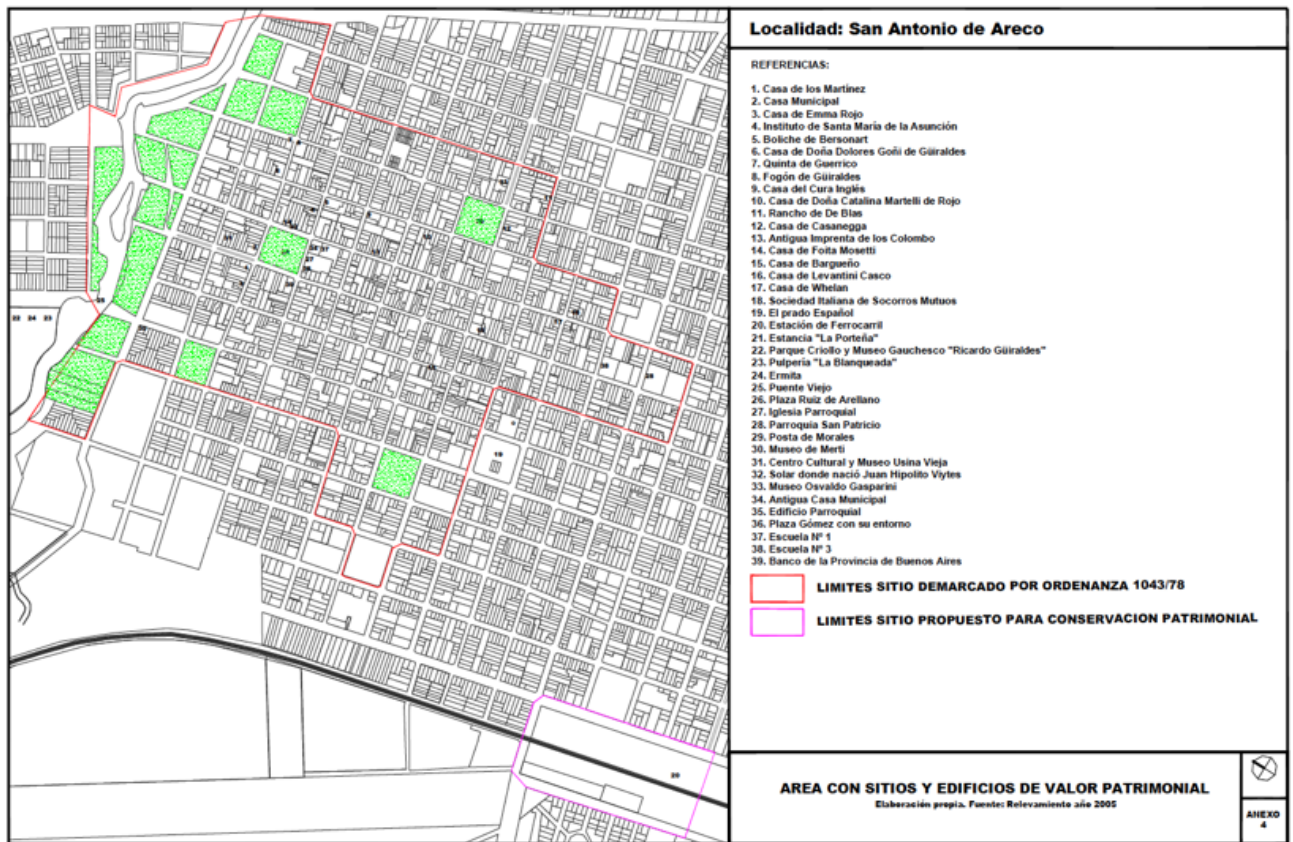 Localidad: San Antonio de Areco
REFERENCIAS:
1. Casa de los Martínez
2. Casa Municipal
3. Casa de Emma Rojo
4. Instituto de Santa María de la Asunción
5. Boliche de Bersonart
6. Casa de Doña Dolores Goñi de Güiraldes
7. Quinta de Guerrico
8. Fogón de Güiraldes
9. Casa del Cura Inglés
10. Casa de Doña Catalina Martelli de Rojo
11. Rancho de De Blas
12. Casa de Casanegga
13. Antigua Imprenta de los Colombo
14. Casa de Foita Mosetti
15. Casa de Bargueño
16. Casa de Levantini Casco
17. Casa de Whelan
18. Sociedad Italiana de Socorros Mutuos
19. El prado Español
20. Estación de Ferrocarril
21. Estancia "La Porteña"
22. Parque Criollo y Museo Gauchesco "Ricardo Güiraldes"
23. Pulpería "La Blanqueada"
24. Ermita
25. Puente Viejo
26. Plaza Ruiz de Arellano
27. Iglesia Parroquial
28. Parroquia San Patricio
29. Posta de Morales
30. Museo de Merti
31. Centro Cultural y Museo Usina Vieja
32. Solar donde nació Juan Hipolito Viytes
33. Museo Osvaldo Gasparini
34. Antigua Casa Municipal
35. Edificio Parroquial
36. Plaza Gómez con su entorno
37. Escuela Nº 1
38. Escuela Nº 3
39. Banco de la Provincia de Buenos Aires
LIMITES SITIO DEMARCADO POR ORDENANZA 1043/78
LIMITES SITIO PROPUESTO PARA CONSERVACION PATRIMONIAL
22 24 23
19
20
AREA CON SITIOS Y EDIFICIOS DE VALOR PATRIMONIAL
Elaboración propia. Fuente: Relevamiento año 2005
ANEXO
4